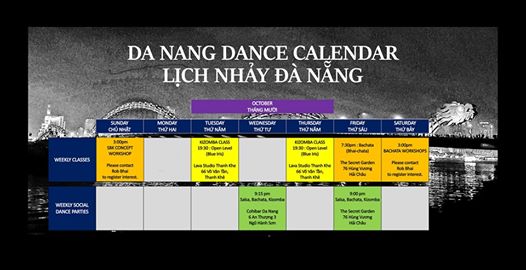 DA NANG DANCE CALENDAR
LỊCH NHẢY ĐÀ NẴNG
OCTOBER
THÁNG MƯỜI
SUNDAY
CHỦ NHẬT
MONDAY
THỨ HAI
TUESDAY
THỨ NĂM
WEDNESDAY
THỨ TƯ
THURSDAY
THỨ NĂM
FRIDAY
THỨ SÁU
SATURDAY
THỨ BẢY
WEEKLY CLASSES
3:00pm
SBK CONCEPT
WORKSHOP
Please contact
Rob Bhai
to register interest.
KIZOMBA CLASS
19:30 : Open Level
(Blue Iris)
Lava Studio Thanh Khe
66 Võ Văn Tần,
Thanh Khê
KIZOMBA CLASS
19:30 : Open Level
(Blue Iris)
Lava Studio Thanh Khe
66 Võ Văn Tần,
Thanh Khê
7:30pm : Bachata
(Bhai-chata)
The Secret Garden
76 Hùng Vương
Hải Châu
3:00pm
BACHATA WORKSHOPS
Please contact
Rob Bhai
to register interest.
WEEKLY SOCIAL
DANCE PARTIES
9:15 pm
Salsa, Bachata, Kizomba
Cohibar Da Nang
6 An Thượng 3
Ngũ Hành Sơn
9:00 pm
Salsa, Bachata, Kizomba
The Secret Garden
76 Hùng Vương
Hải Châu